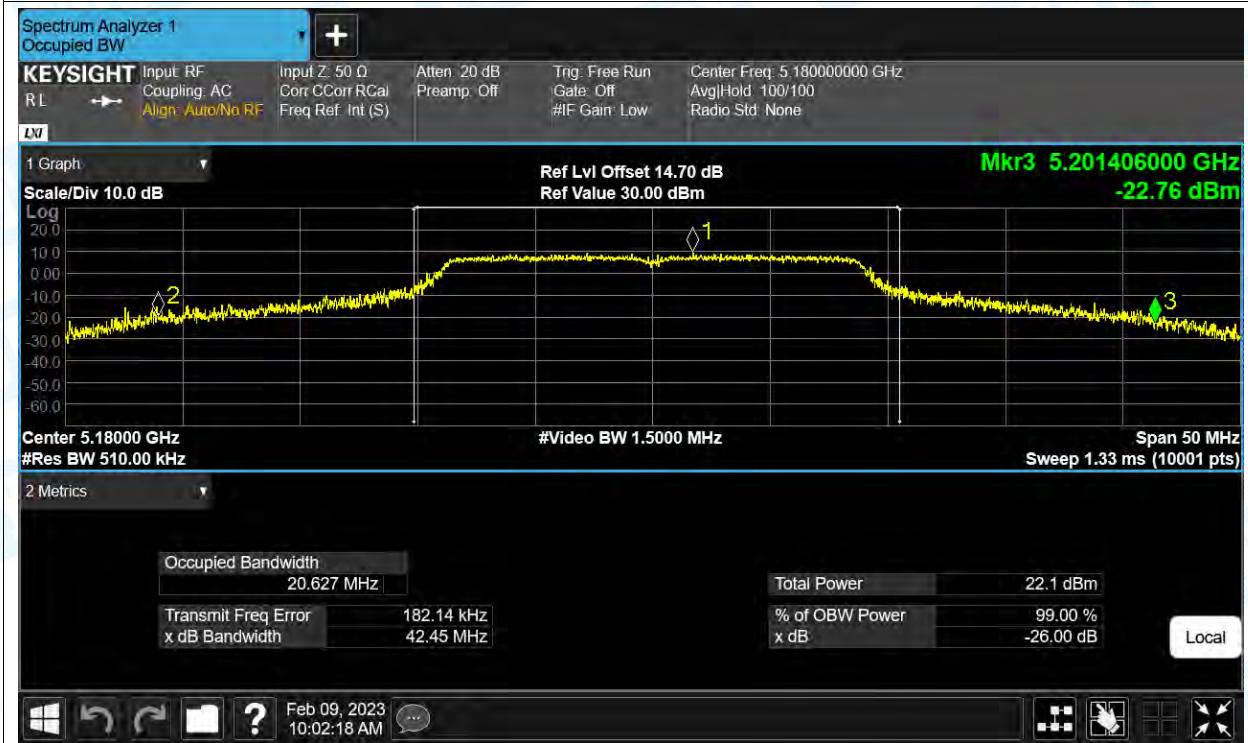 Spectrum Analyzer 1
Occupied BW
KEYSIGHT
R L
LXI
Input: RF
Coupling: AC
Align: Auto/No RF
Input Z: 50 Ω
Corr CCorr RCal
Freq Ref: Int (S)
Atten: 20 dB
Preamp: Off
Trig: Free Run
Gate: Off
#IF Gain: Low
Center Freq: 5.180000000 GHz
Avg|Hold: 100/100
Radio Std: None
1 Graph
Scale/Div 10.0 dB
Ref Lvl Offset 14.70 dB
Ref Value 30.00 dBm
Mkr3 5.201406000 GHz
-22.76 dBm
Log
20.0
10.0
0.00
-10.0
-20.0
-30.0
-40.0
-50.0
-60.0
1
2
3
Center 5.18000 GHz
#Res BW 510.00 kHz
#Video BW 1.5000 MHz
Span 50 MHz
Sweep 1.33 ms (10001 pts)
2 Metrics
Occupied Bandwidth
20.627 MHz
Transmit Freq Error 182.14 kHz
x dB Bandwidth 42.45 MHz
Total Power 22.1 dBm
% of OBW Power 99.00 %
x dB -26.00 dB
Local
?
Feb 09, 2023
10:02:18 AM